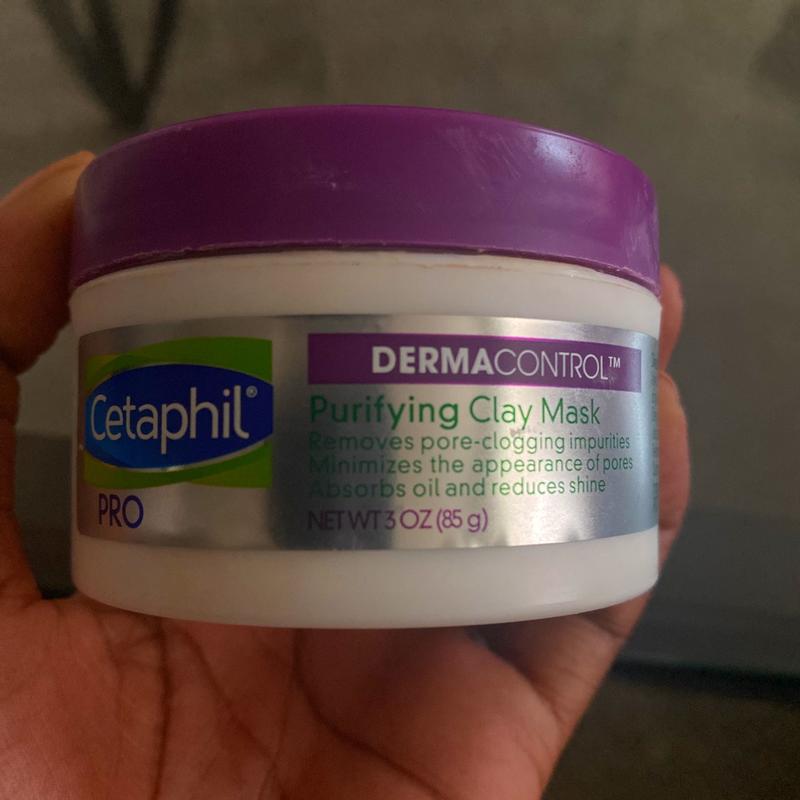 Cetaphil®
PRO
DERMACONTROL™
Purifying Clay Mask
Removes pore-clogging impurities
Minimizes the appearance of pores
Absorbs oil and reduces shine
NET WT 3 OZ (85 g)